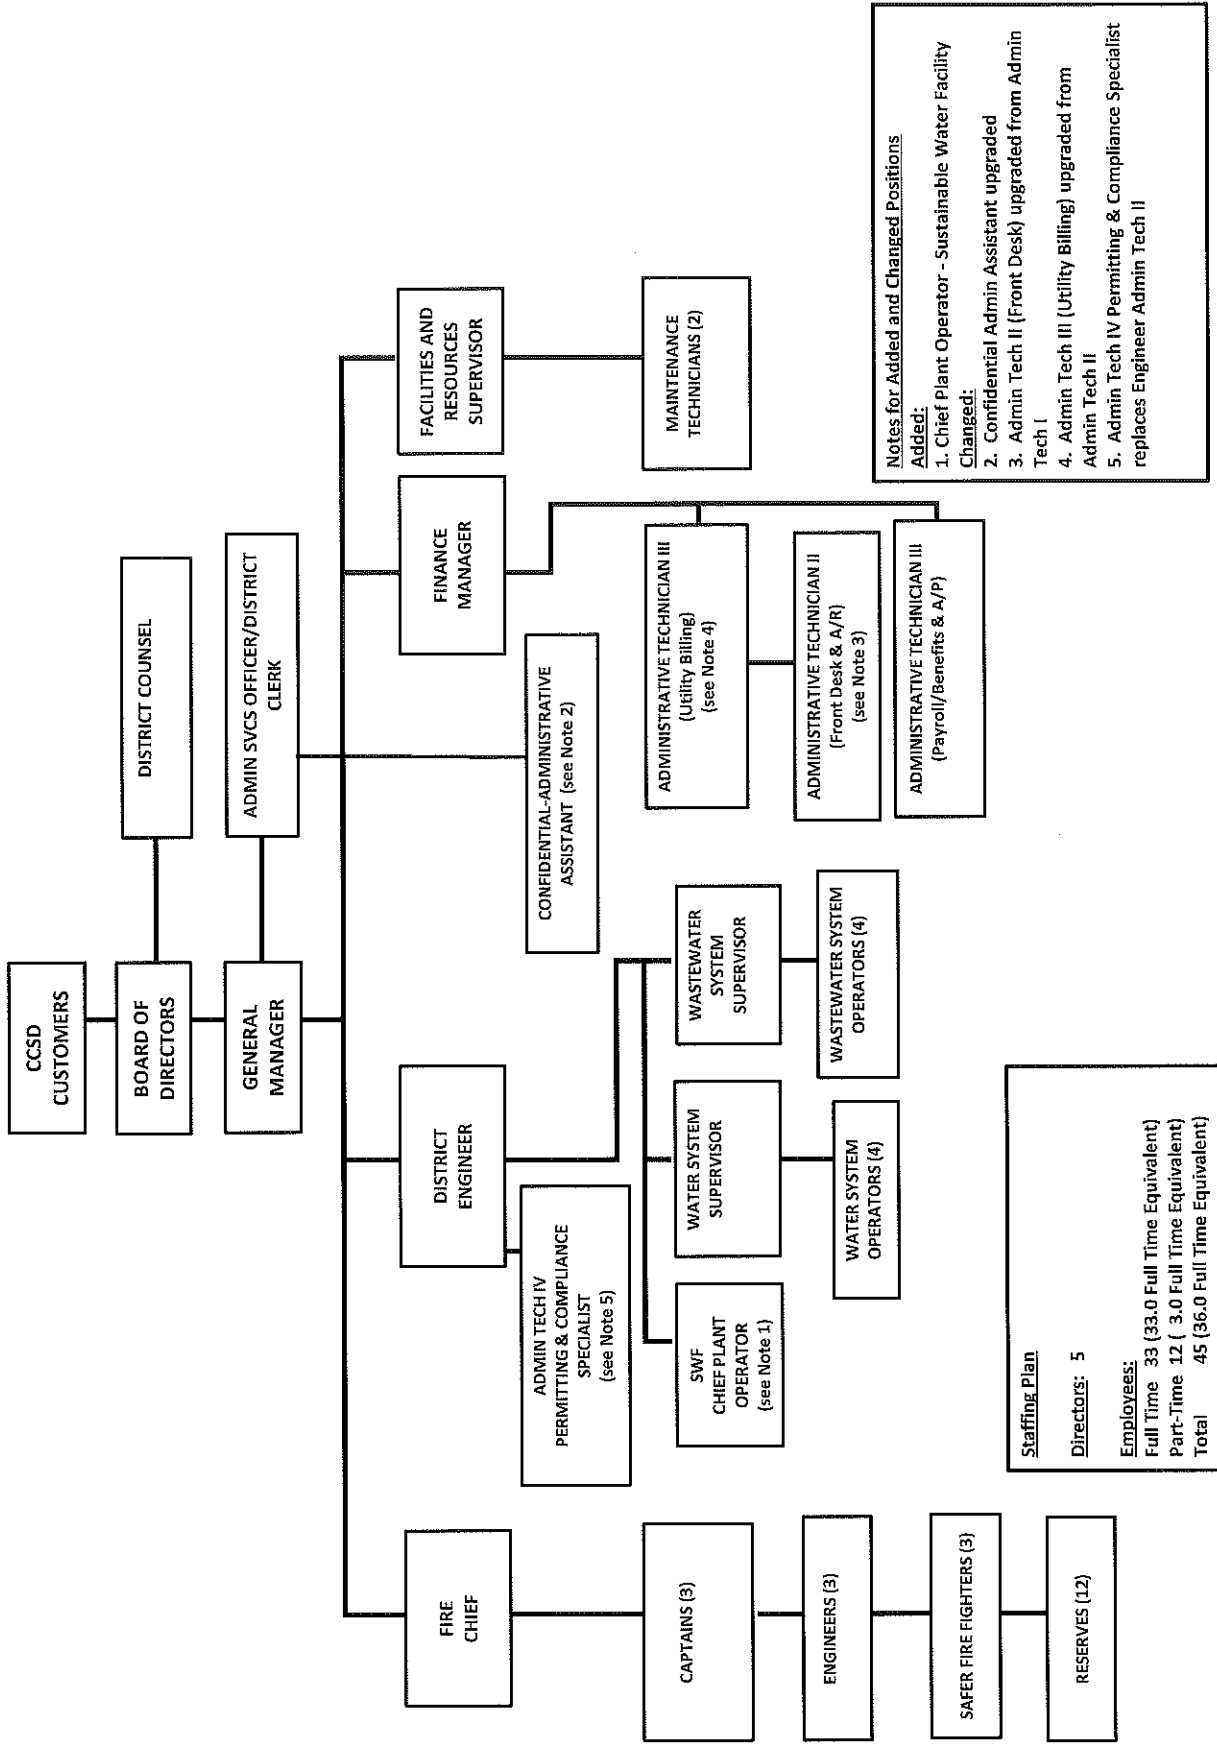 CCSD
CUSTOMERS
BOARD OF
DIRECTORS
DISTRICT COUNSEL
GENERAL
MANAGER
ADMIN SVCS OFFICER/DISTRICT
CLERK
FIRE
CHIEF
DISTRICT
ENGINEER
FINANCE
MANAGER
FACILITIES AND
RESOURCES
SUPERVISOR
ADMIN TECH IV
PERMITTING & COMPLIANCE
SPECIALIST
(see Note 5)
CONFIDENTIAL-ADMINISTRATIVE
ASSISTANT (see Note 2)
CAPTAINS (3)
SWF
CHIEF PLANT
OPERATOR
(see Note 1)
WATER SYSTEM
SUPERVISOR
WASTEWATER
SYSTEM
SUPERVISOR
ADMINISTRATIVE TECHNICIAN III
(Utility Billing)
(see Note 4)
MAINTENANCE
TECHNICIANS (2)
ENGINEERS (3)
WATER SYSTEM
OPERATORS (4)
WASTEWATER SYSTEM
OPERATORS (4)
ADMINISTRATIVE TECHNICIAN II
(Front Desk & A/R)
(see Note 3)
SAFER FIRE FIGHTERS (3)
ADMINISTRATIVE TECHNICIAN III
(Payroll/Benefits & A/P)
RESERVES (12)
Staffing Plan
Directors: 5
Employees:
Full Time 33 (33.0 Full Time Equivalent)
Part-Time 12 ( 3.0 Full Time Equivalent)
Total 45 (36.0 Full Time Equivalent)
Notes for Added and Changed Positions
Added:
1. Chief Plant Operator - Sustainable Water Facility
Changed:
2. Confidential Admin Assistant upgraded
3. Admin Tech II (Front Desk) upgraded from Admin
Tech I
4. Admin Tech III (Utility Billing) upgraded from
Admin Tech II
5. Admin Tech IV Permitting & Compliance Specialist
replaces Engineer Admin Tech II